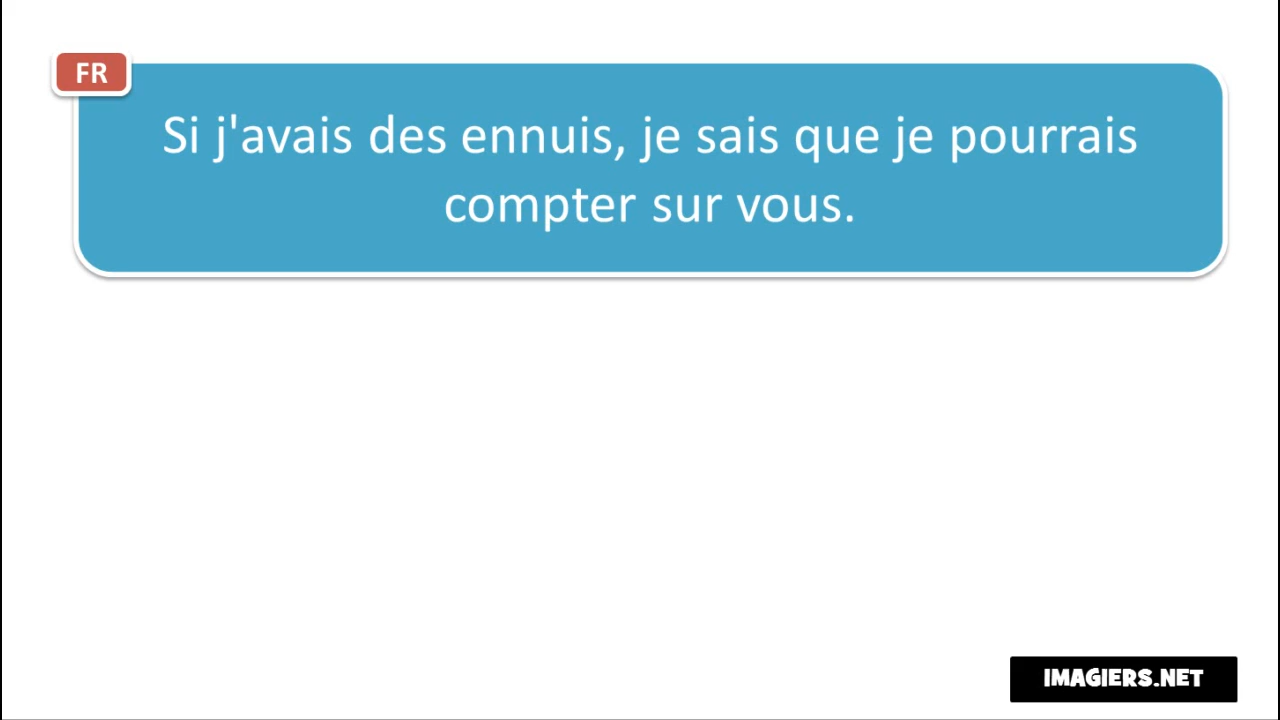 FR
Si j'avais des ennuis, je sais que je pourrais
compter sur vous.
IMAGIERS.NET